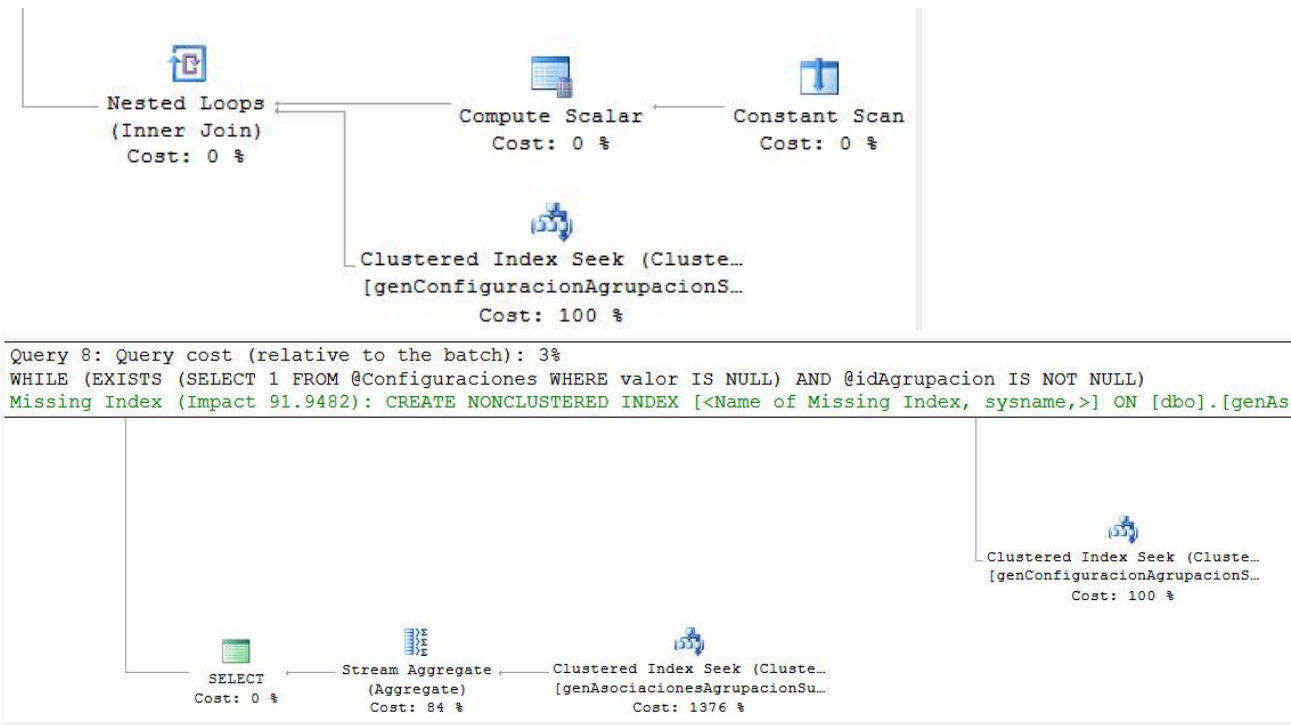 Nested Loops
(Inner Join)
Cost: 0 %
Compute Scalar
Cost: 0 %
Constant Scan
Cost: 0 %
Clustered Index Seek (Cluste…
[genConfiguracionAgrupacionS…
Cost: 100 %
Query 8: Query cost (relative to the batch): 3%
WHILE (EXISTS (SELECT 1 FROM @Configuraciones WHERE valor IS NULL) AND @idAgrupacion IS NOT NULL)
Missing Index (Impact 91.9482): CREATE NONCLUSTERED INDEX [<Name of Missing Index, sysname,>] ON [dbo].[genAs
Clustered Index Seek (Cluste…
[genConfiguracionAgrupacionS…
Cost: 100 %
SELECT
Cost: 0 %
Stream Aggregate
(Aggregate)
Cost: 84 %
Clustered Index Seek (Cluste…
[genAsociacionesAgrupacionSu…
Cost: 1376 %